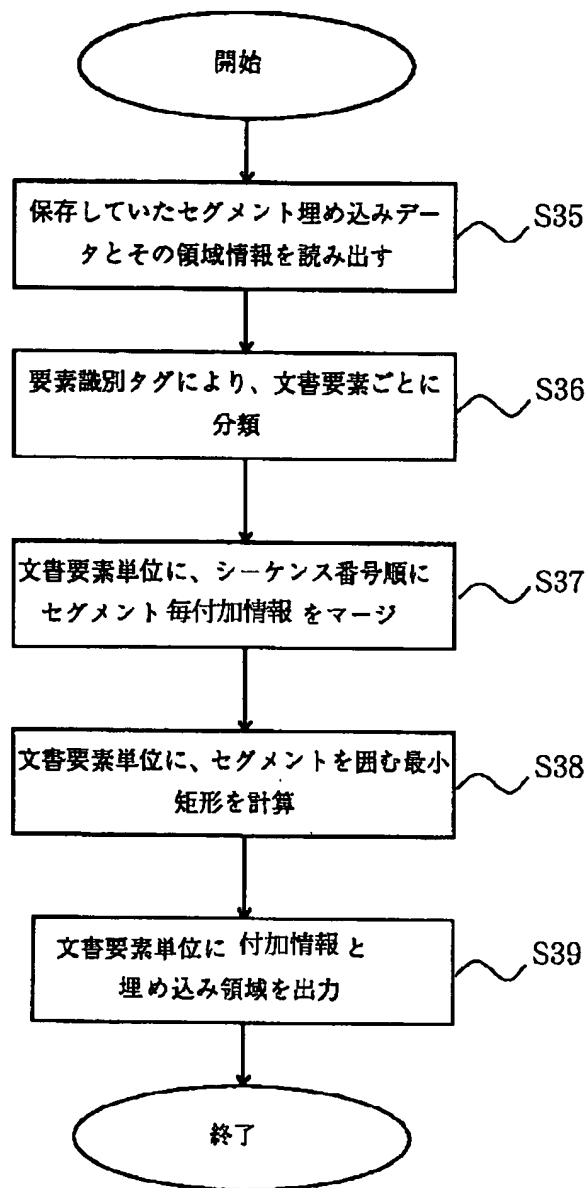 開始
保存していたセグメント埋め込みデー
タとその領域情報を読み出す
S35
要素識別タグにより、文書要素ごとに
分類
S36
文書要素単位に、シーケンス番号順に
セグメント毎付加情報をマージ
S37
文書要素単位に、セグメントを囲む最小
矩形を計算
S38
文書要素単位に 付加情報 と
埋め込み領域を出力
S39
終了